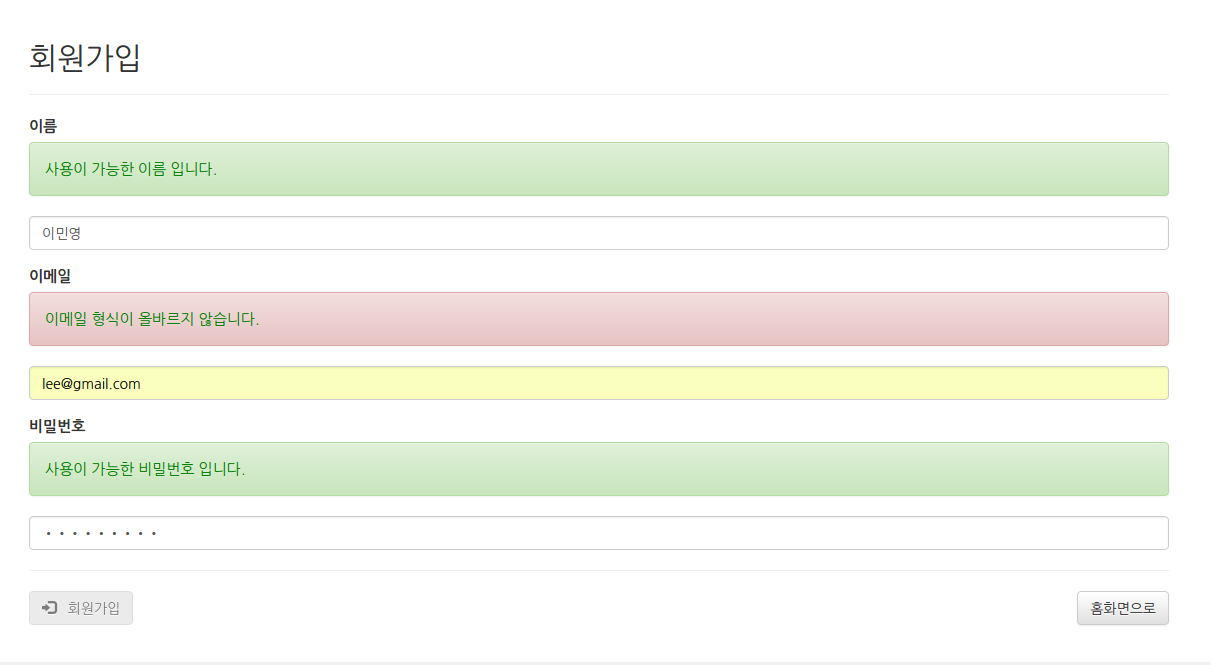 회원가입
이름
사용이 가능한 이름 입니다.
이민영
이메일
이메일 형식이 올바르지 않습니다.
lee@gmail.com
비밀번호
사용이 가능한 비밀번호 입니다.
•••••••••
회원가입
홈화면으로